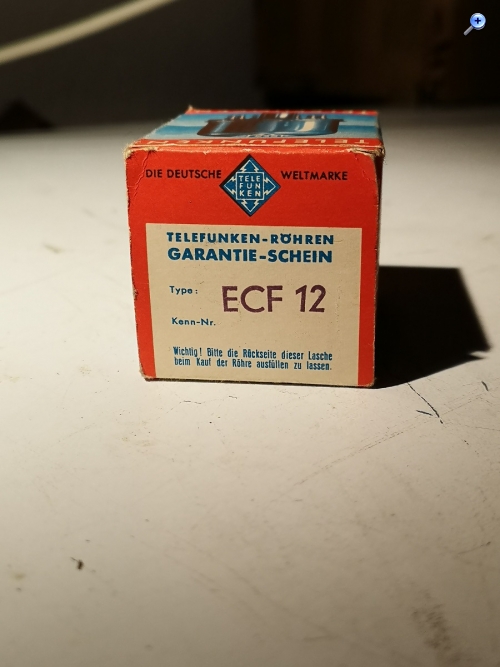 TELEFUNKEN
DIE DEUTSCHE
TELE
FUN
KEN
WELTMARKE
TELEFUNKEN-RÖHREN
GARANTIE-SCHEIN
Type: ECF 12
Kenn-Nr.
Wichtig! Bitte die Rückseite dieser Lasche
beim Kauf der Röhre ausfüllen zu lassen.